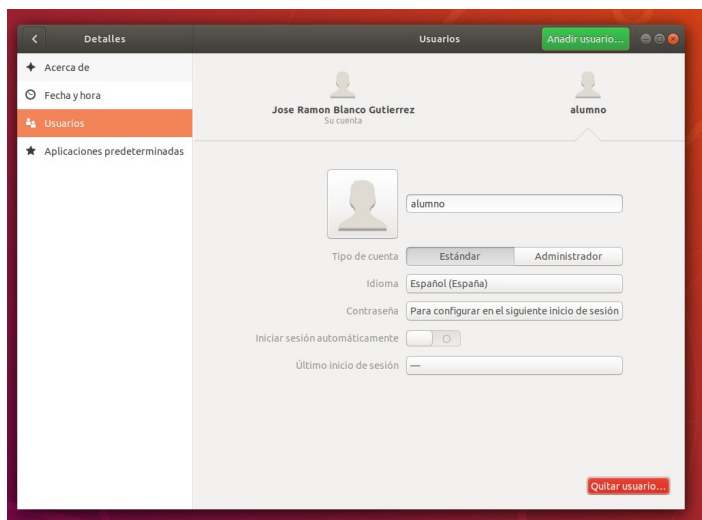 Detalles
Usuarios
Añadir usuario...
Acerca de
Fecha y hora
Usuarios
Aplicaciones predeterminadas
Jose Ramon Blanco Gutierrez
Su cuenta
alumno
alumno
Tipo de cuenta Estándar Administrador
Idioma Español (España)
Contraseña Para configurar en el siguiente inicio de sesión
Iniciar sesión automáticamente
Último inicio de sesión —
Quitar usuario...